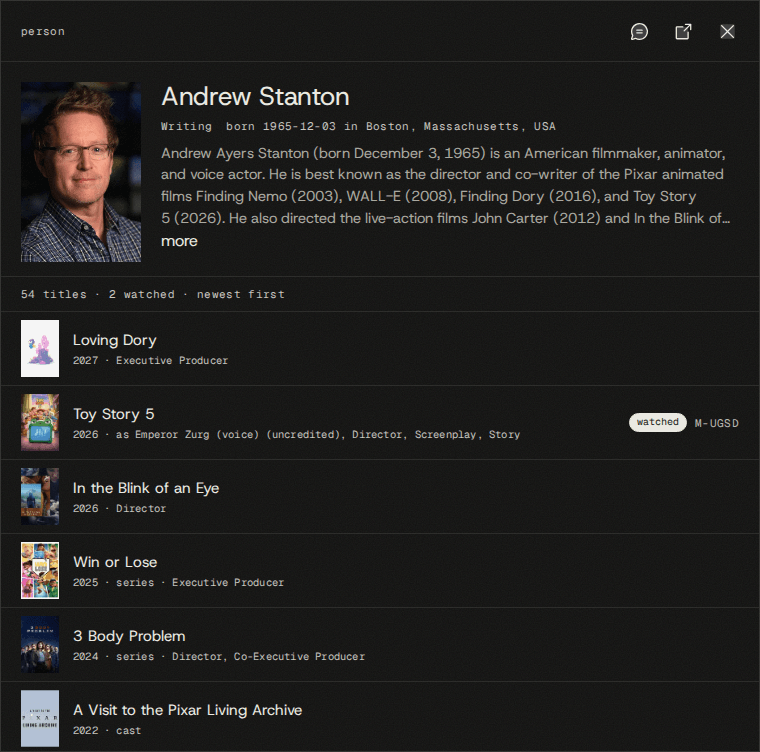 person
Andrew Stanton
Writing born 1965-12-03 in Boston, Massachusetts, USA
Andrew Ayers Stanton (born December 3, 1965) is an American filmmaker, animator,
and voice actor. He is best known as the director and co-writer of the Pixar animated
films Finding Nemo (2003), WALL-E (2008), Finding Dory (2016), and Toy Story
5 (2026). He also directed the live-action films John Carter (2012) and In the Blink of…
more
54 titles · 2 watched · newest first
Loving Dory
2027 · Executive Producer
Toy Story 5
2026 · as Emperor Zurg (voice) (uncredited), Director, Screenplay, Story
watched M-UGSD
In the Blink of an Eye
2026 · Director
Win or Lose
2025 · series · Executive Producer
3 Body Problem
2024 · series · Director, Co-Executive Producer
A Visit to the Pixar Living Archive
2022 · cast
PIXAR
LIVING ARCHIVE